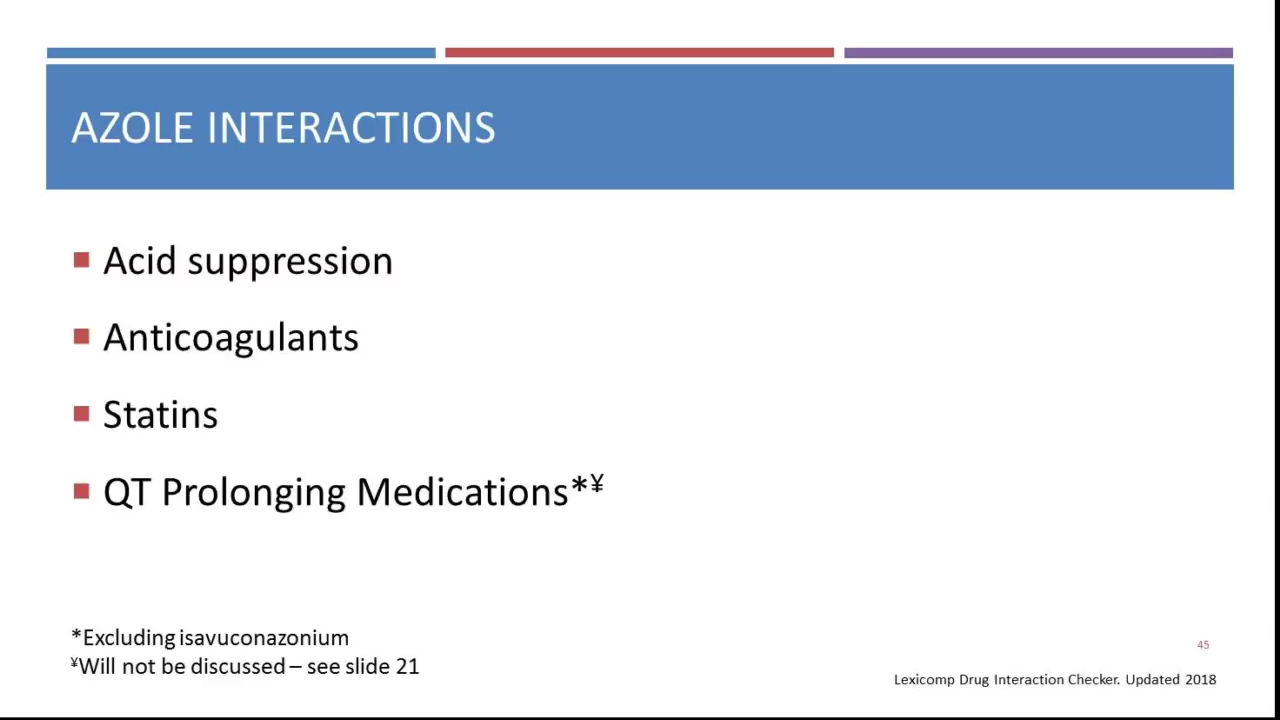 AZOLE INTERACTIONS
Acid suppression
Anticoagulants
Statins
QT Prolonging Medications*¥
*Excluding isavuconazonium
¥Will not be discussed – see slide 21
45
Lexicomp Drug Interaction Checker. Updated 2018